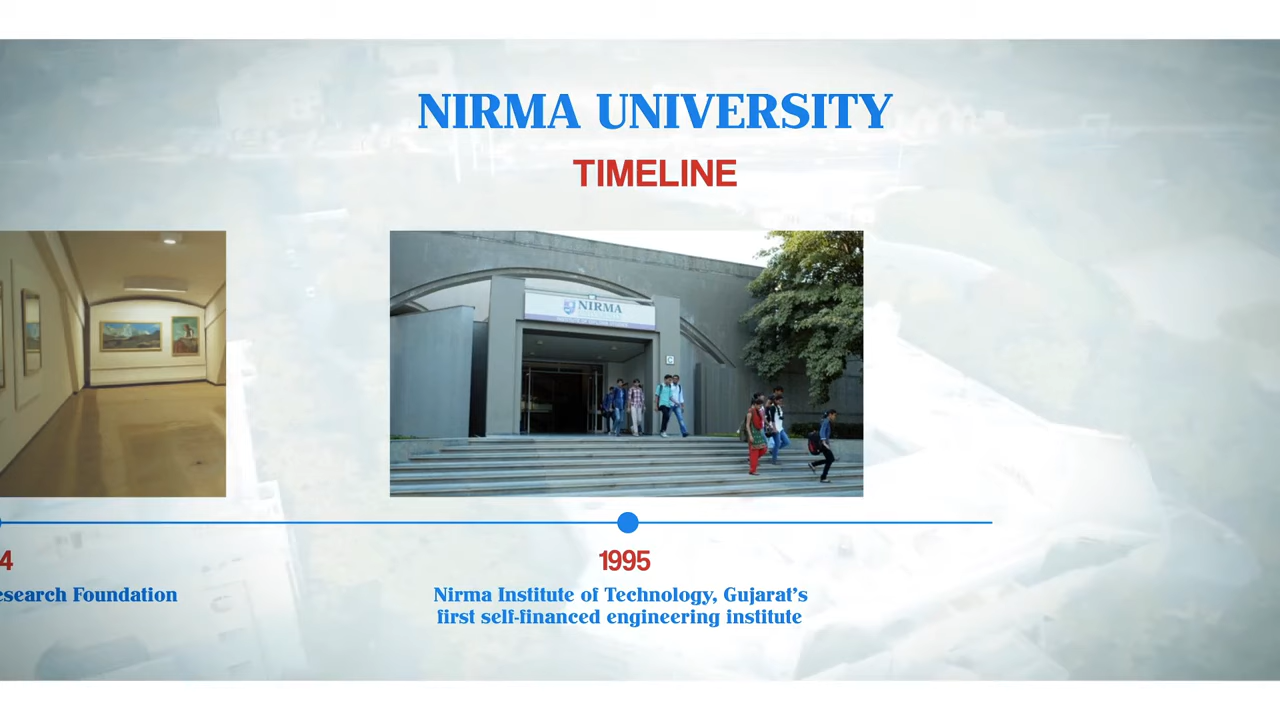 NIRMA UNIVERSITY
TIMELINE
NIRMA
C
4
1995
esearch Foundation
Nirma Institute of Technology, Gujarat's
first self-financed engineering institute